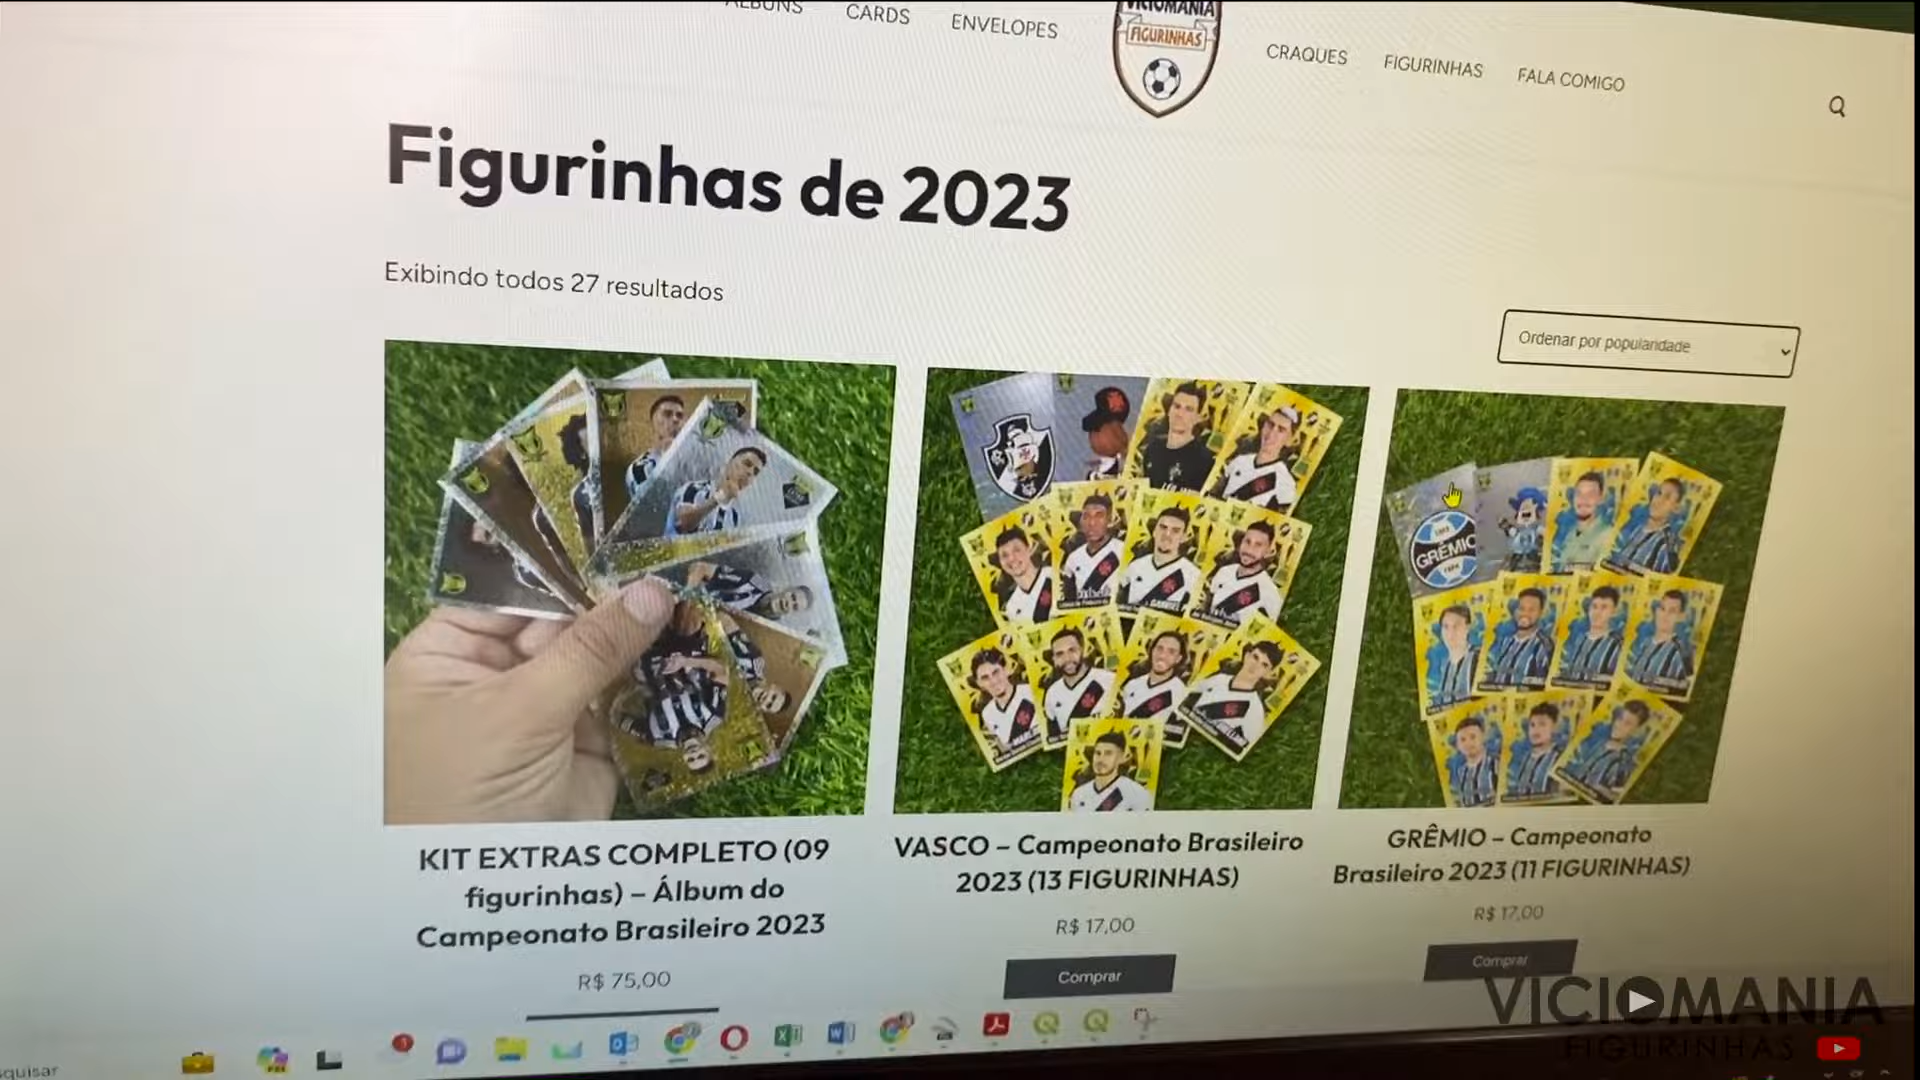 ÁLBUNS
CARDS
ENVELOPES
VICIOMANIA
FIGURINHAS
CRAQUES
FIGURINHAS
FALA COMIGO
Figurinhas de 2023
Exibindo todos 27 resultados
Ordenar por popularidade
GRÊMIO
KIT EXTRAS COMPLETO (09
figurinhas) – Álbum do
Campeonato Brasileiro 2023
R$ 75,00
VASCO – Campeonato Brasileiro
2023 (13 FIGURINHAS)
R$ 17,00
Comprar
GRÊMIO – Campeonato
Brasileiro 2023 (11 FIGURINHAS)
R$ 17,00
Comprar
VICIOMANIA
FIGURINHAS
squisar